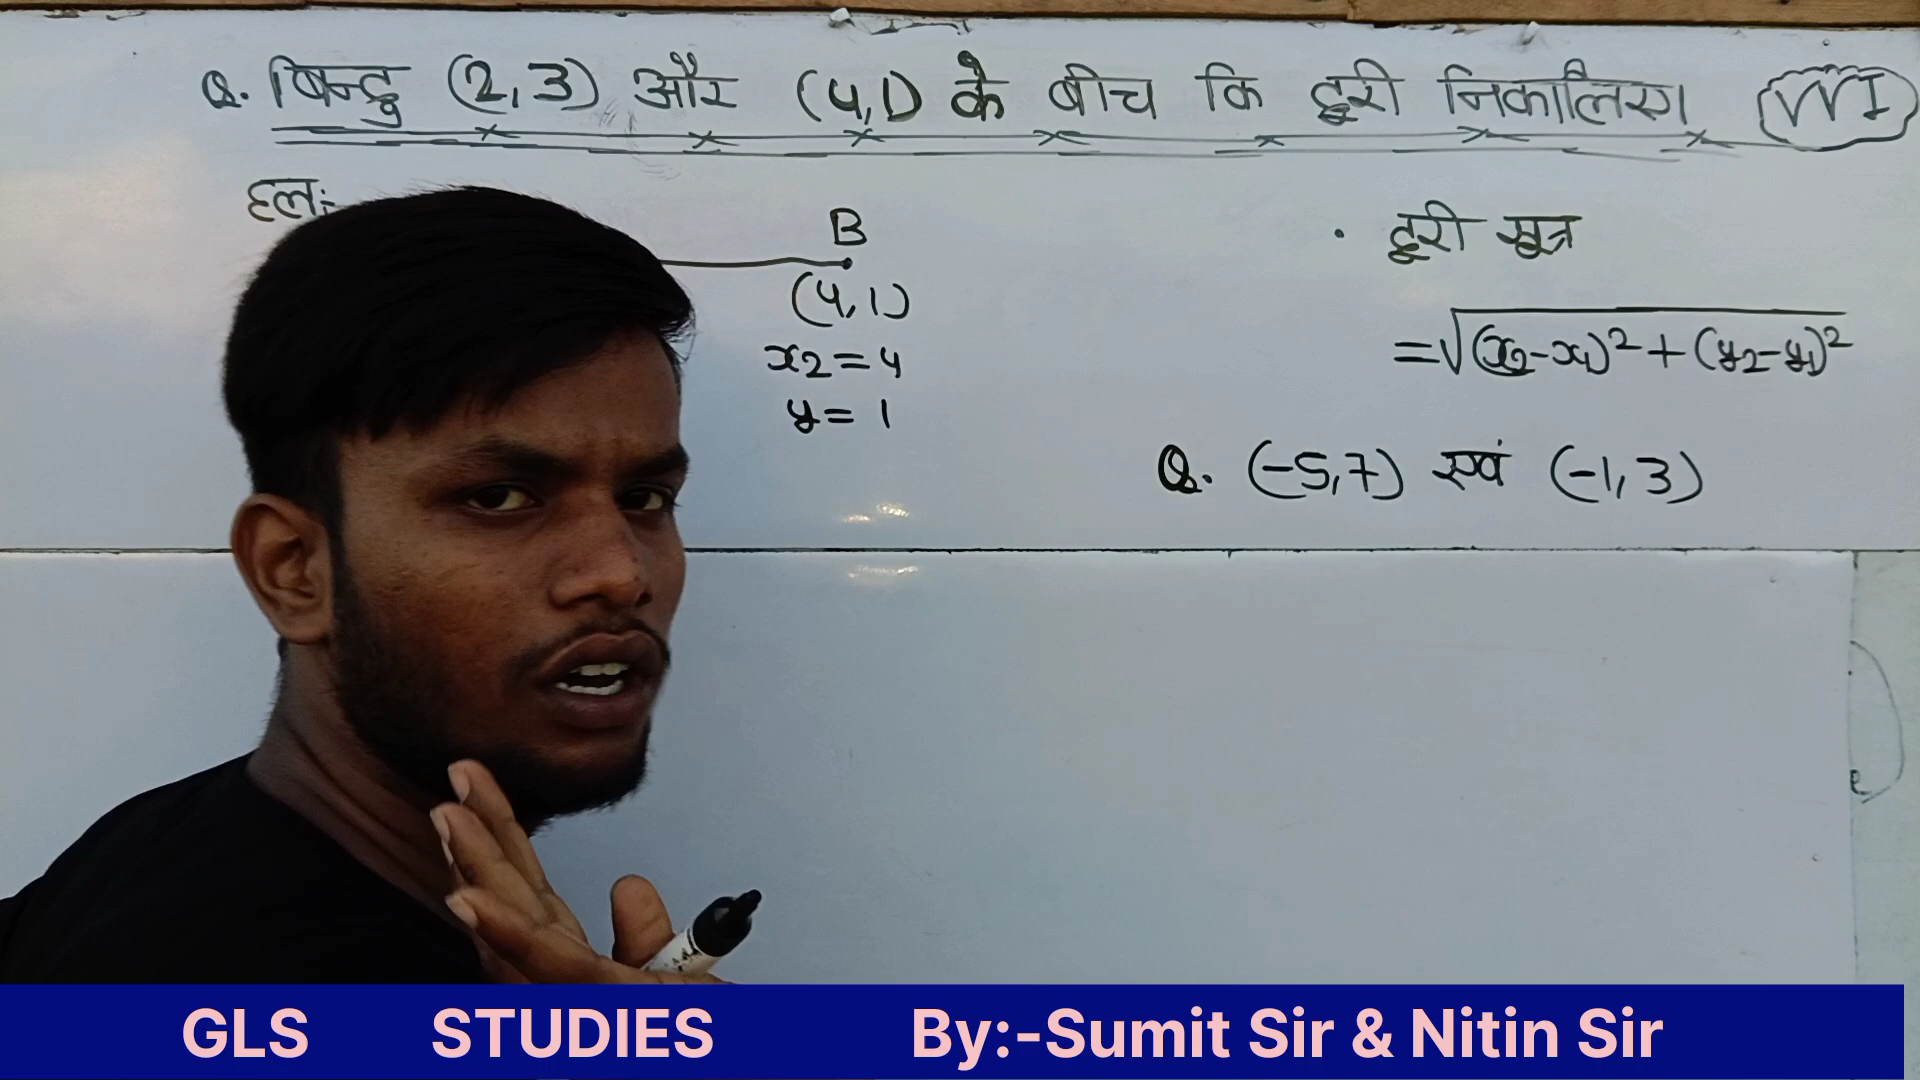 Q. बिन्दु (2,3) और (4,1) के बीच कि दूरी निकालिए। VVI
हल:-
B
(4,1)
x2=4
y=1
· दूरी सूत्र
=√(x2-x1)²+(y2-y1)²
Q. (-5,7) एवं (-1,3)
GLS STUDIES By:-Sumit Sir & Nitin Sir